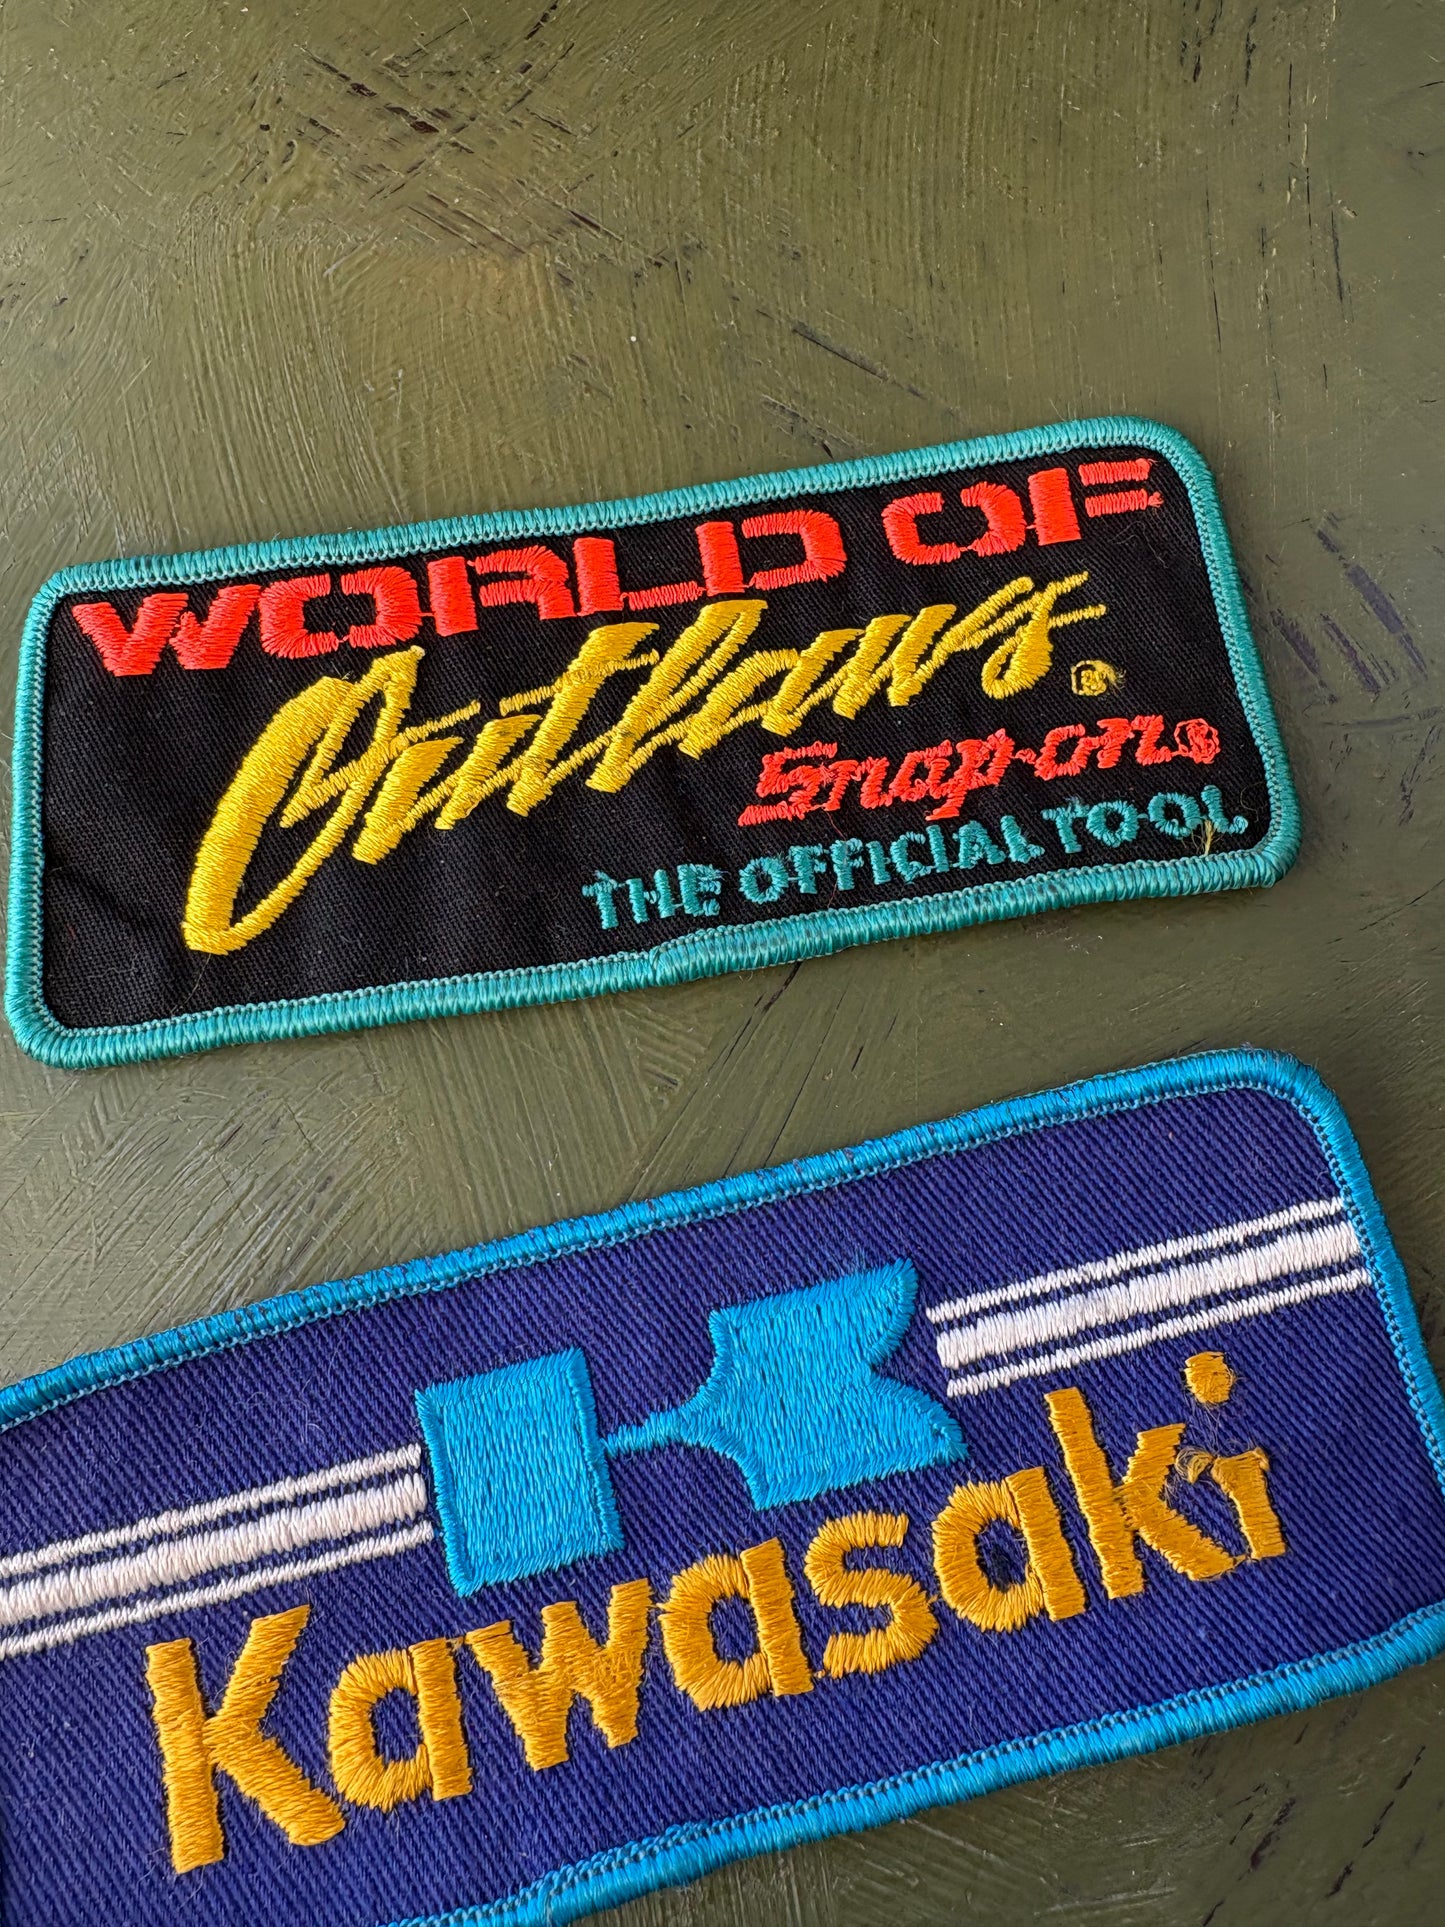 WORLD OF
Outlaws®
Snap-on®
THE OFFICIAL TOOL
Kawasaki